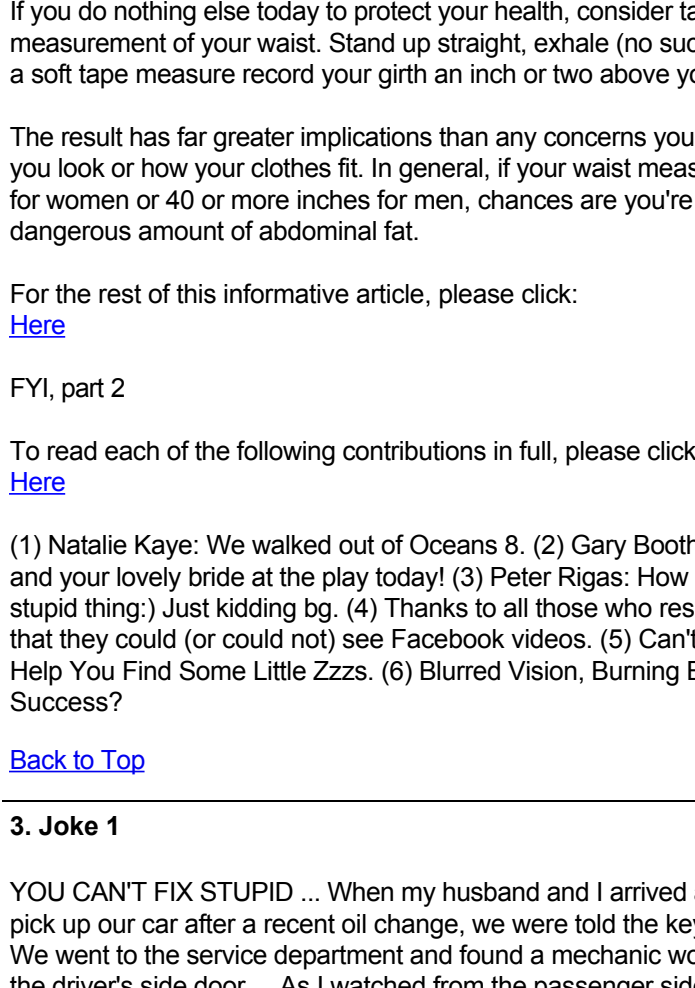 If you do nothing else today to protect your health, consider
measurement of your waist. Stand up straight, exhale (no
a soft tape measure record your girth an inch or two above
The result has far greater implications than any concerns you
you look or how your clothes fit. In general, if your waist
for women or 40 or more inches for men, chances are you're
dangerous amount of abdominal fat.
For the rest of this informative article, please click:
Here
FYI, part 2
To read each of the following contributions in full, please click
Here
(1) Natalie Kaye: We walked out of Oceans 8. (2) Gary Booth
and your lovely bride at the play today! (3) Peter Rigas: How
stupid thing:) Just kidding bg. (4) Thanks to all those who
that they could (or could not) see Facebook videos. (5) Can't
Help You Find Some Little Zzzs. (6) Blurred Vision, Burning
Success?
Back to Top
3. Joke 1
YOU CAN'T FIX STUPID ... When my husband and I arrived
pick up our car after a recent oil change, we were told the
We went to the service department and found a mechanic
the driver's side door. As I watched from the passenger